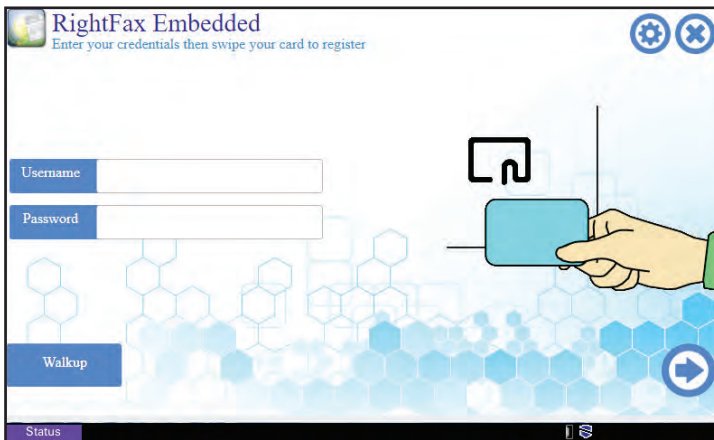 RightFax Embedded
Enter your credentials then swipe your card to register
Username
Password
Walkup
Status